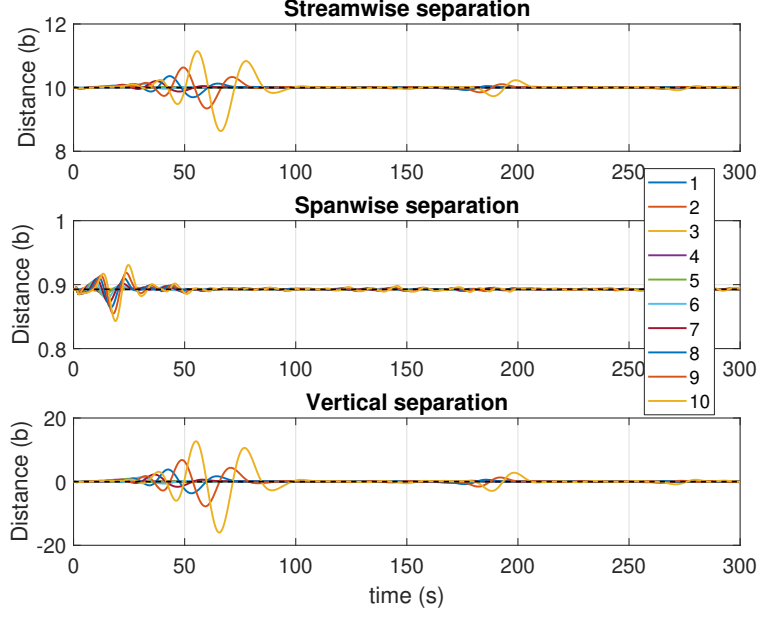 Streamwise separation
12
10
8
Distance (b)
0 50 100 150 200 250 300
Spanwise separation
1
0.9
0.8
Distance (b)
0 50 100 150 200 250 300
1
2
3
4
5
6
7
8
9
10
Vertical separation
20
0
-20
Distance (b)
0 50 100 150 200 250 300
time (s)